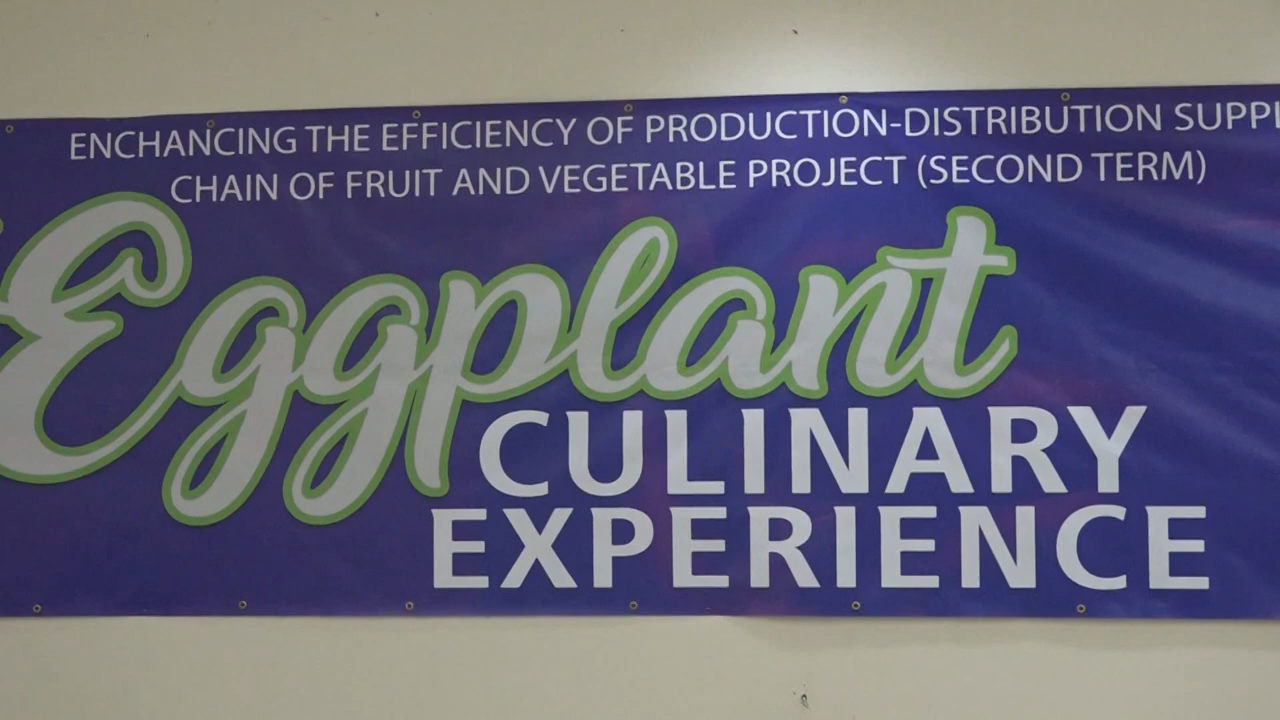 ENCHANCING THE EFFICIENCY OF PRODUCTION-DISTRIBUTION
CHAIN OF FRUIT AND VEGETABLE PROJECT (SECOND TERM)
Eggplant
CULINARY
EXPERIENCE